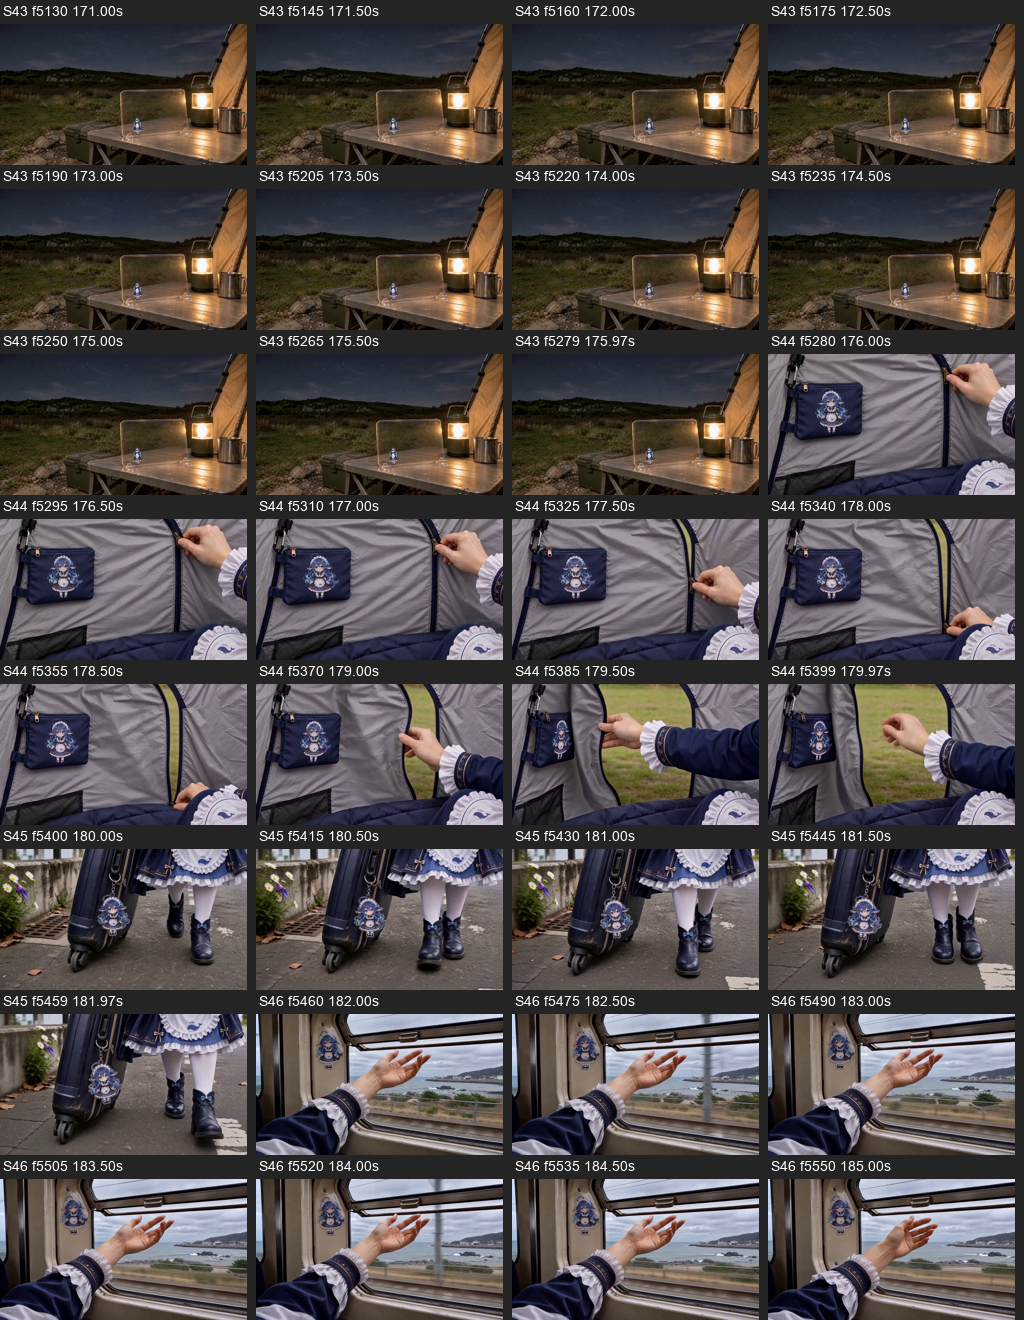 S43 f5130 171.00s
S43 f5145 171.50s
S43 f5160 172.00s
S43 f5175 172.50s
S43 f5190 173.00s
S43 f5205 173.50s
S43 f5220 174.00s
S43 f5235 174.50s
S43 f5250 175.00s
S43 f5265 175.50s
S43 f5279 175.97s
S44 f5280 176.00s
S44 f5295 176.50s
S44 f5310 177.00s
S44 f5325 177.50s
S44 f5340 178.00s
S44 f5355 178.50s
S44 f5370 179.00s
S44 f5385 179.50s
S44 f5399 179.97s
S45 f5400 180.00s
S45 f5415 180.50s
S45 f5430 181.00s
S45 f5445 181.50s
S45 f5459 181.97s
S46 f5460 182.00s
S46 f5475 182.50s
S46 f5490 183.00s
S46 f5505 183.50s
S46 f5520 184.00s
S46 f5535 184.50s
S46 f5550 185.00s